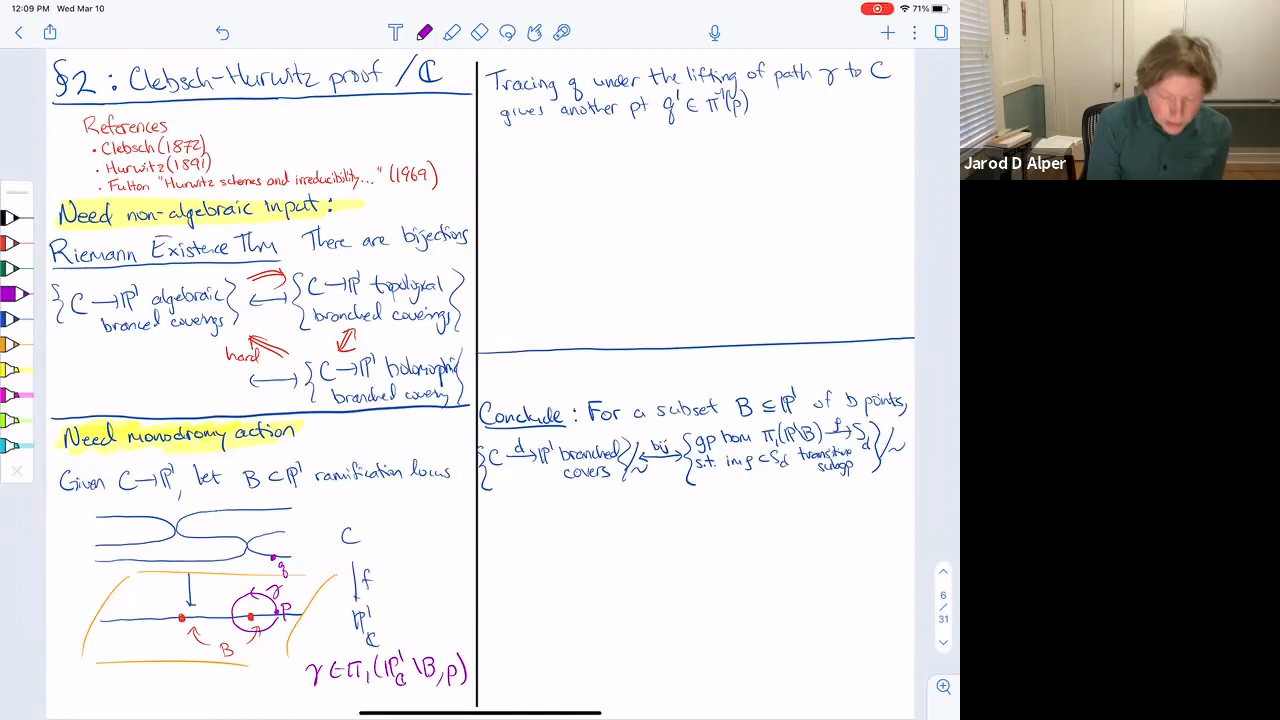 12:09 PM Wed Mar 10
71%
§2: Clebsch-Hurwitz proof / ℂ
References
• Clebsch (1872)
• Hurwitz (1891)
• Fulton "Hurwitz schemes and irreducibility..." (1969)
Need non-algebraic input:
Riemann Existence Thm There are bijections
{ C → ℙ¹ algebraic branced coverings } ↔ { C → ℙ¹ topological branched coverings }
hard
↔ { C → ℙ¹ holomorphic branched covering }
Need monodromy action
Given C → ℙ¹, let B ⊂ ℙ¹ ramification locus
C
q
f
γ
p
ℙ¹_ℂ
B
γ ∈ π₁(ℙ¹_ℂ \ B, p)
Tracing q under the lifting of path γ to C
gives another pt q' ∈ π⁻¹(p)
Conclude: For a subset B ⊆ ℙ¹ of b points,
{ C →^d ℙ¹ branched covers }/~ ↔^bij { gp hom π₁(ℙ¹\B) →^ρ S_d s.t. im ρ ⊂ S_d transitive subgp }/~
6
/
31
Jarod D Alper